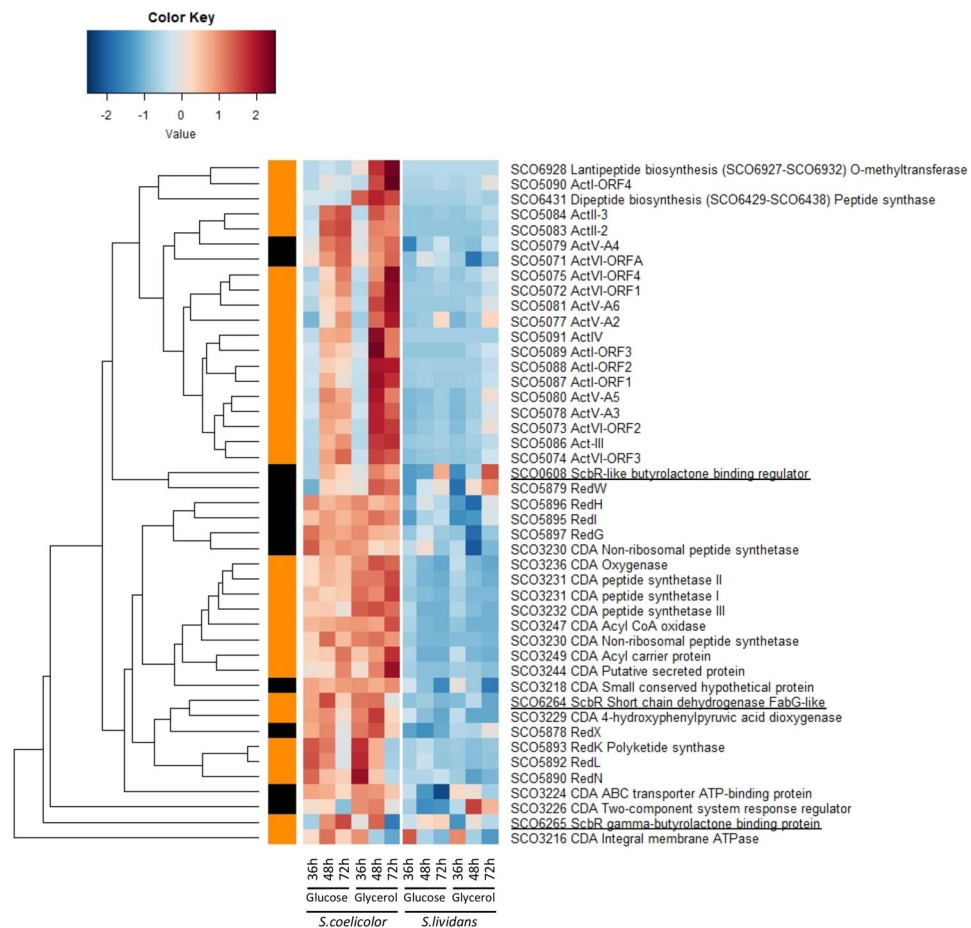 Color Key
-2 -1 0 1 2
Value
SCO6928 Lantipeptide biosynthesis (SCO6927-SCO6932) O-methyltransferase
SCO5090 ActI-ORF4
SCO6431 Dipeptide biosynthesis (SCO6429-SCO6438) Peptide synthase
SCO5084 ActII-3
SCO5083 ActII-2
SCO5079 ActV-A4
SCO5071 ActVI-ORFA
SCO5075 ActVI-ORF4
SCO5072 ActVI-ORF1
SCO5081 ActV-A6
SCO5077 ActV-A2
SCO5091 ActIV
SCO5089 ActI-ORF3
SCO5088 ActI-ORF2
SCO5087 ActI-ORF1
SCO5080 ActV-A5
SCO5078 ActV-A3
SCO5073 ActVI-ORF2
SCO5086 Act-III
SCO5074 ActVI-ORF3
SCO0608 ScbR-like butyrolactone binding regulator
SCO5879 RedW
SCO5896 RedH
SCO5895 RedI
SCO5897 RedG
SCO3230 CDA Non-ribosomal peptide synthetase
SCO3236 CDA Oxygenase
SCO3231 CDA peptide synthetase II
SCO3231 CDA peptide synthetase I
SCO3232 CDA peptide synthetase III
SCO3247 CDA Acyl CoA oxidase
SCO3230 CDA Non-ribosomal peptide synthetase
SCO3249 CDA Acyl carrier protein
SCO3244 CDA Putative secreted protein
SCO3218 CDA Small conserved hypothetical protein
SCO6264 ScbR Short chain dehydrogenase FabG-like
SCO3229 CDA 4-hydroxyphenylpyruvic acid dioxygenase
SCO5878 RedX
SCO5893 RedK Polyketide synthase
SCO5892 RedL
SCO5890 RedN
SCO3224 CDA ABC transporter ATP-binding protein
SCO3226 CDA Two-component system response regulator
SCO6265 ScbR gamma-butyrolactone binding protein
SCO3216 CDA Integral membrane ATPase
36h 48h 72h 36h 48h 72h 36h 48h 72h 36h 48h 72h
Glucose Glycerol Glucose Glycerol
S.coelicolor S.lividans